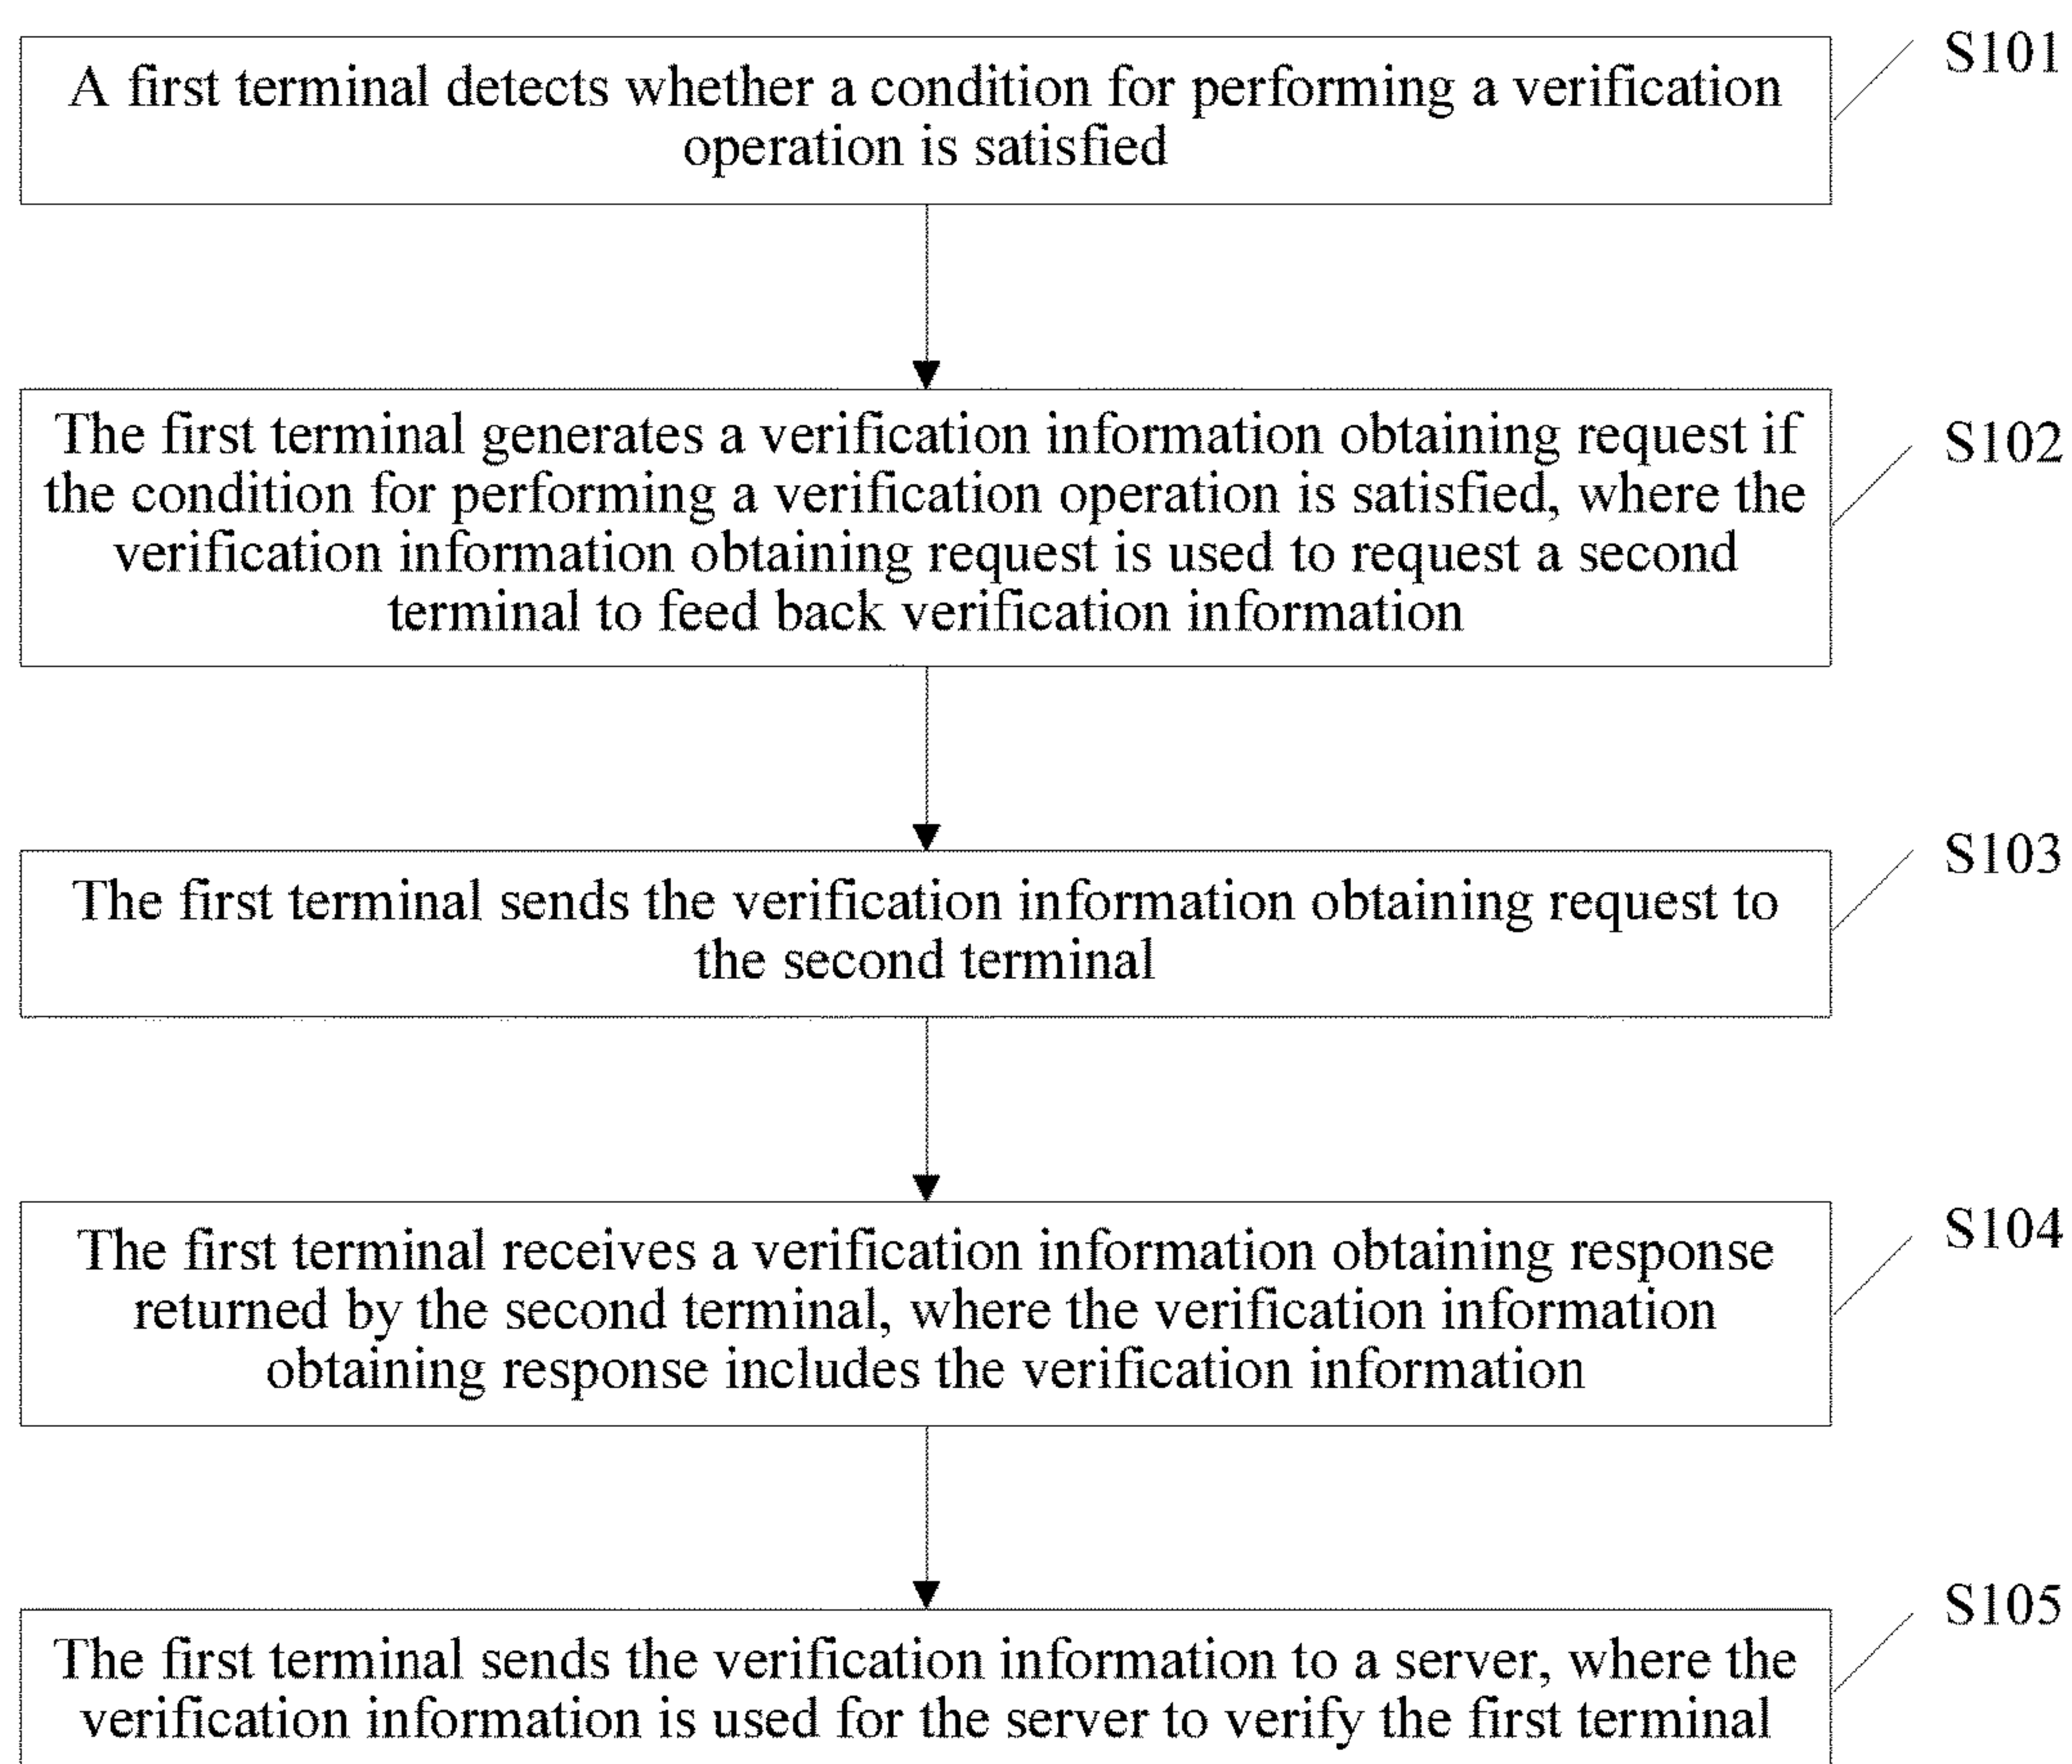 A first terminal detects whether a condition for performing a verification
operation is satisfied
S101
The first terminal generates a verification information obtaining request if
the condition for performing a verification operation is satisfied, where the
verification information obtaining request is used to request a second
terminal to feed back verification information
S102
The first terminal sends the verification information obtaining request to
the second terminal
S103
The first terminal receives a verification information obtaining response
returned by the second terminal, where the verification information
obtaining response includes the verification information
S104
The first terminal sends the verification information to a server, where the
verification information is used for the server to verify the first terminal
S105